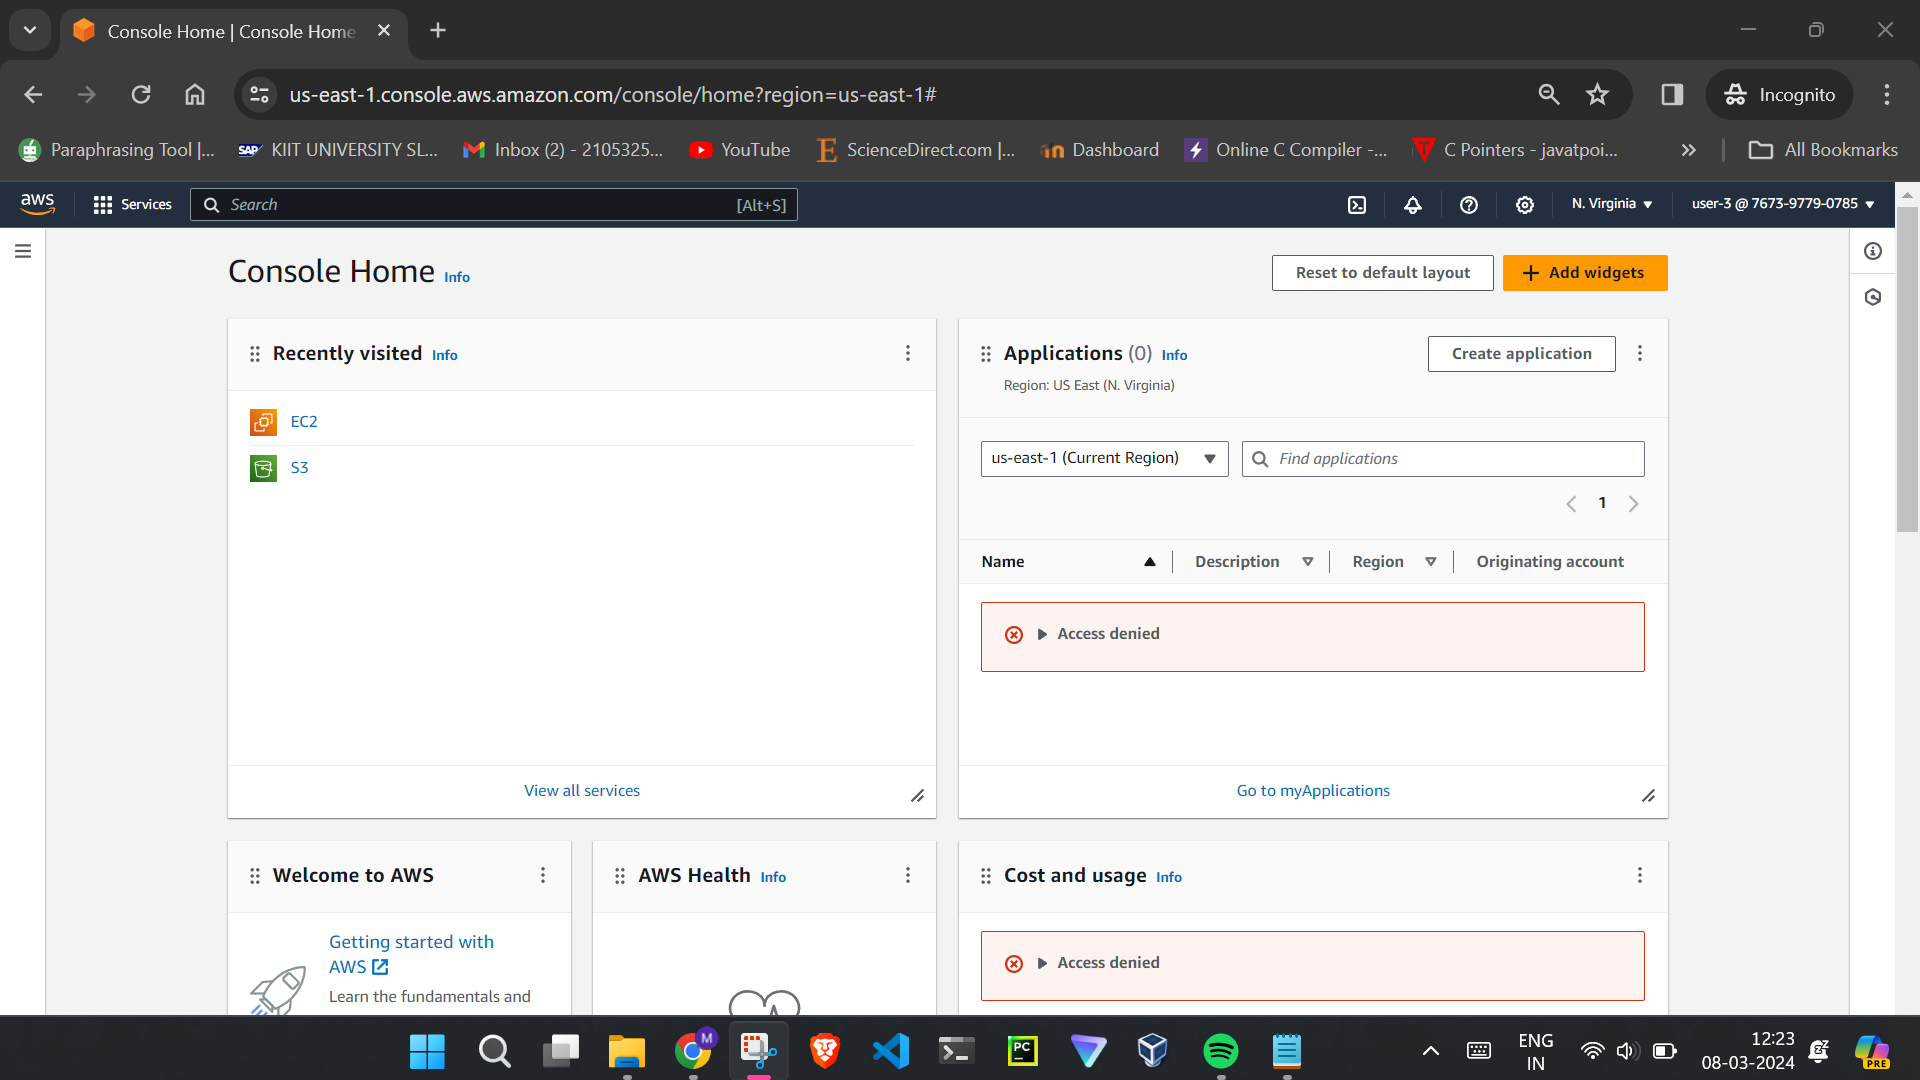 Console Home | Console Home
us-east-1.console.aws.amazon.com/console/home?region=us-east-1#
Incognito
Paraphrasing Tool |...
SAP
KIIT UNIVERSITY SL...
Inbox (2) - 2105325...
YouTube
ScienceDirect.com |...
Dashboard
Online C Compiler -...
C Pointers - javatpoi...
All Bookmarks
aws
Services
Search
[Alt+S]
N. Virginia
user-3 @ 7673-9779-0785
Console Home Info
Reset to default layout
Add widgets
Recently visited Info
EC2
S3
View all services
Applications (0) Info
Region: US East (N. Virginia)
Create application
us-east-1 (Current Region)
Find applications
1
Name
Description
Region
Originating account
Access denied
Go to myApplications
Welcome to AWS
Getting started with
AWS
Learn the fundamentals and
AWS Health Info
Cost and usage Info
Access denied
M
PC
ENG
IN
12:23
08-03-2024
PRE